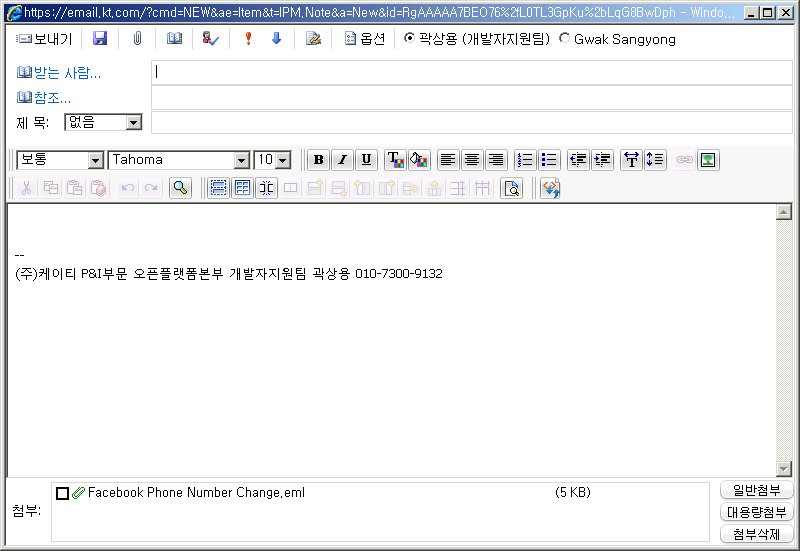 https://email.kt.com/?cmd=NEW&ae=Item&t=IPM.Note&a=New&id=RgAAAAA7BEO76%2fL0TL3GpKu%2bLqG8BwDph - Windo...
보내기 옵션 곽상용 (개발자지원팀) Gwak Sangyong
받는 사람...
참조...
제 목: 없음
보통 Tahoma 10 B I U
--
(주)케이티 P&I부문 오픈플랫폼본부 개발자지원팀 곽상용 010-7300-9132
첨부: Facebook Phone Number Change.eml (5 KB)
일반첨부
대용량첨부
첨부삭제